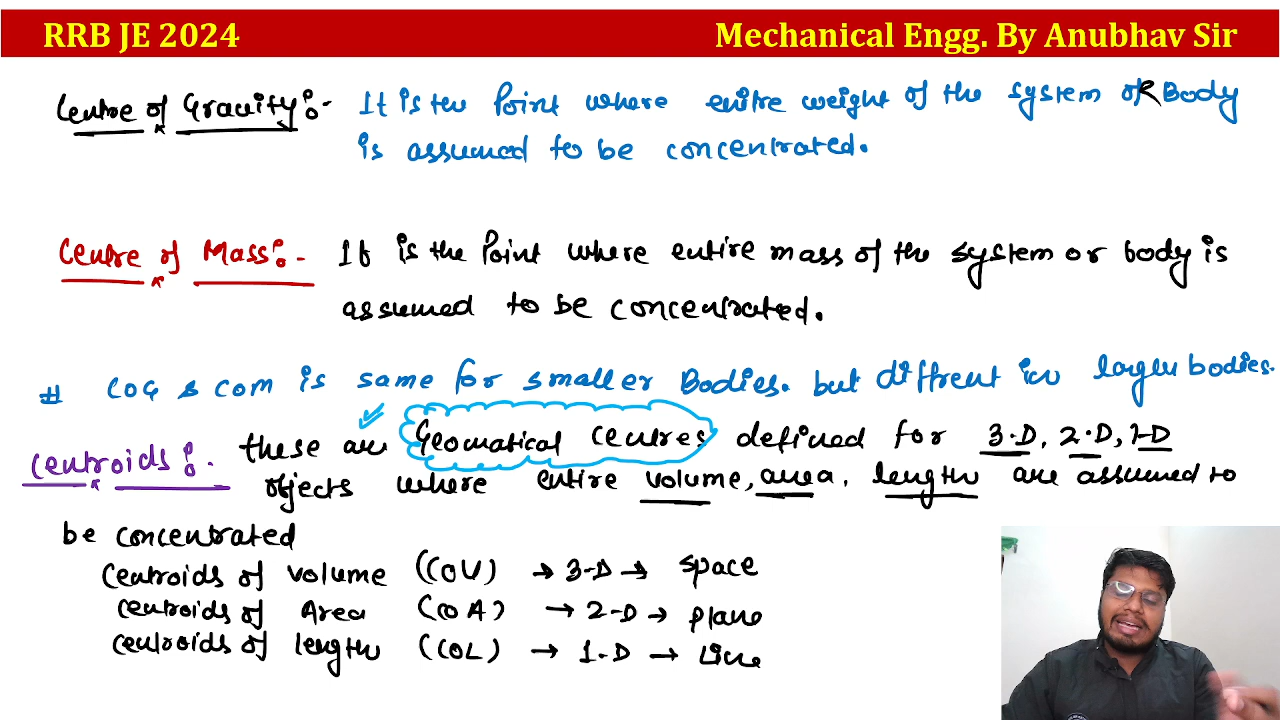 RRB JE 2024
Mechanical Engg. By Anubhav Sir
Centre of Gravity:- It is the Point where entire weight of the system or Body
is assumed to be concentrated.
Centre of Mass:- It is the Point where entire mass of the system or body is
assumed to be concentrated.
# COG & COM is same for smaller Bodies. but diffrent in larger bodies.
Centroids:- these are Geomatical Centres defined for 3-D, 2-D, 1-D
objects where entire volume, area, length are assumed to
be concentrated
Centroids of volume (COV) → 3-D → space
centroids of Area (COA) → 2-D → plane
centroids of length (COL) → 1-D → Line